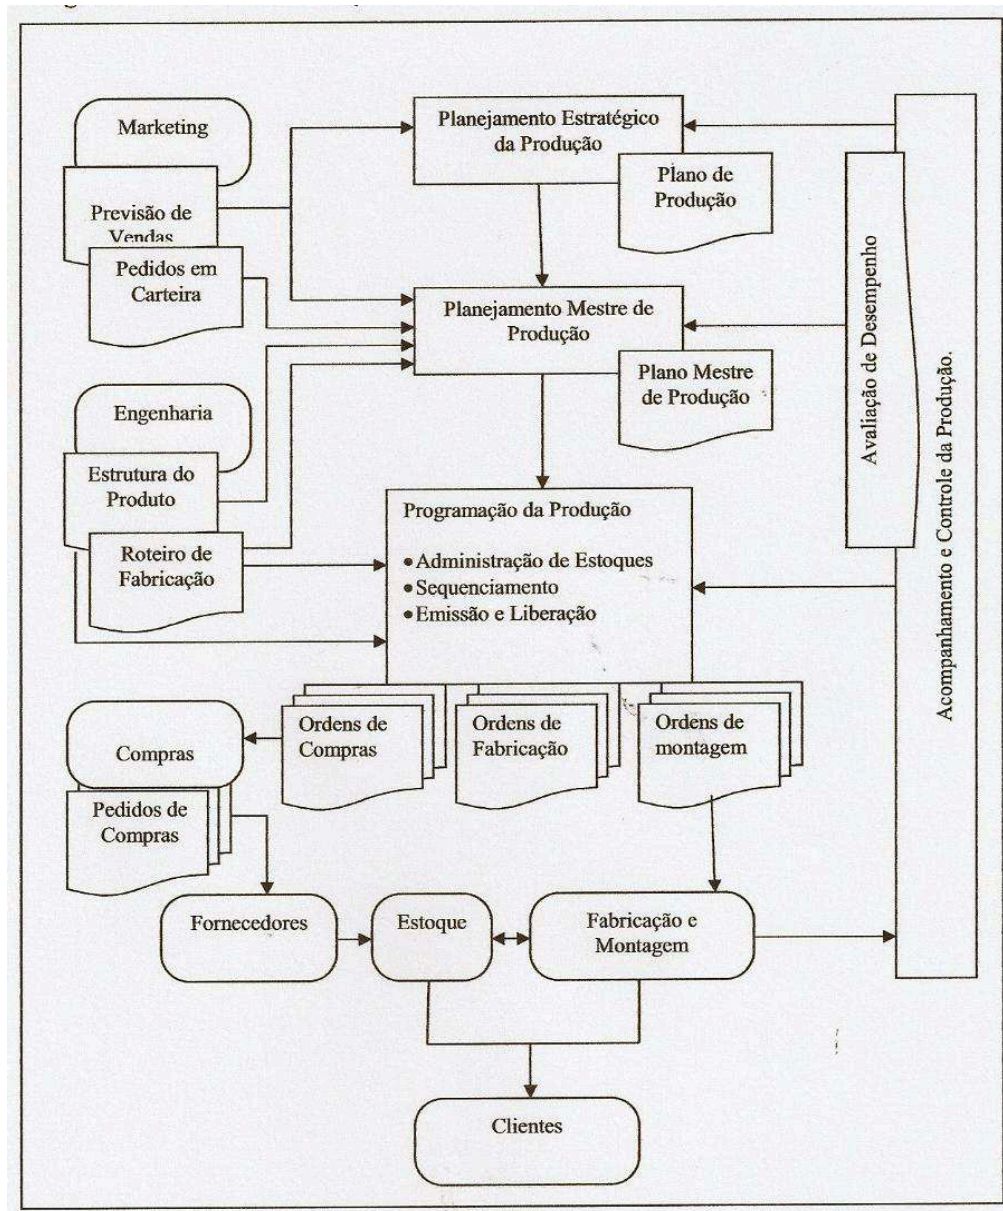 Marketing
Previsão de
Vendas
Pedidos em
Carteira
Planejamento Estratégico
da Produção
Plano de
Produção
Planejamento Mestre de
Produção
Plano Mestre
de Produção
Avaliação de Desempenho
Acompanhamento e Controle da Produção.
Engenharia
Estrutura do
Produto
Roteiro de
Fabricação
Programação da Produção
•Administração de Estoques
•Sequenciamento
•Emissão e Liberação
Ordens de
Compras
Ordens de
Fabricação
Ordens de
montagem
Compras
Pedidos de
Compras
Fornecedores
Estoque
Fabricação e
Montagem
Clientes